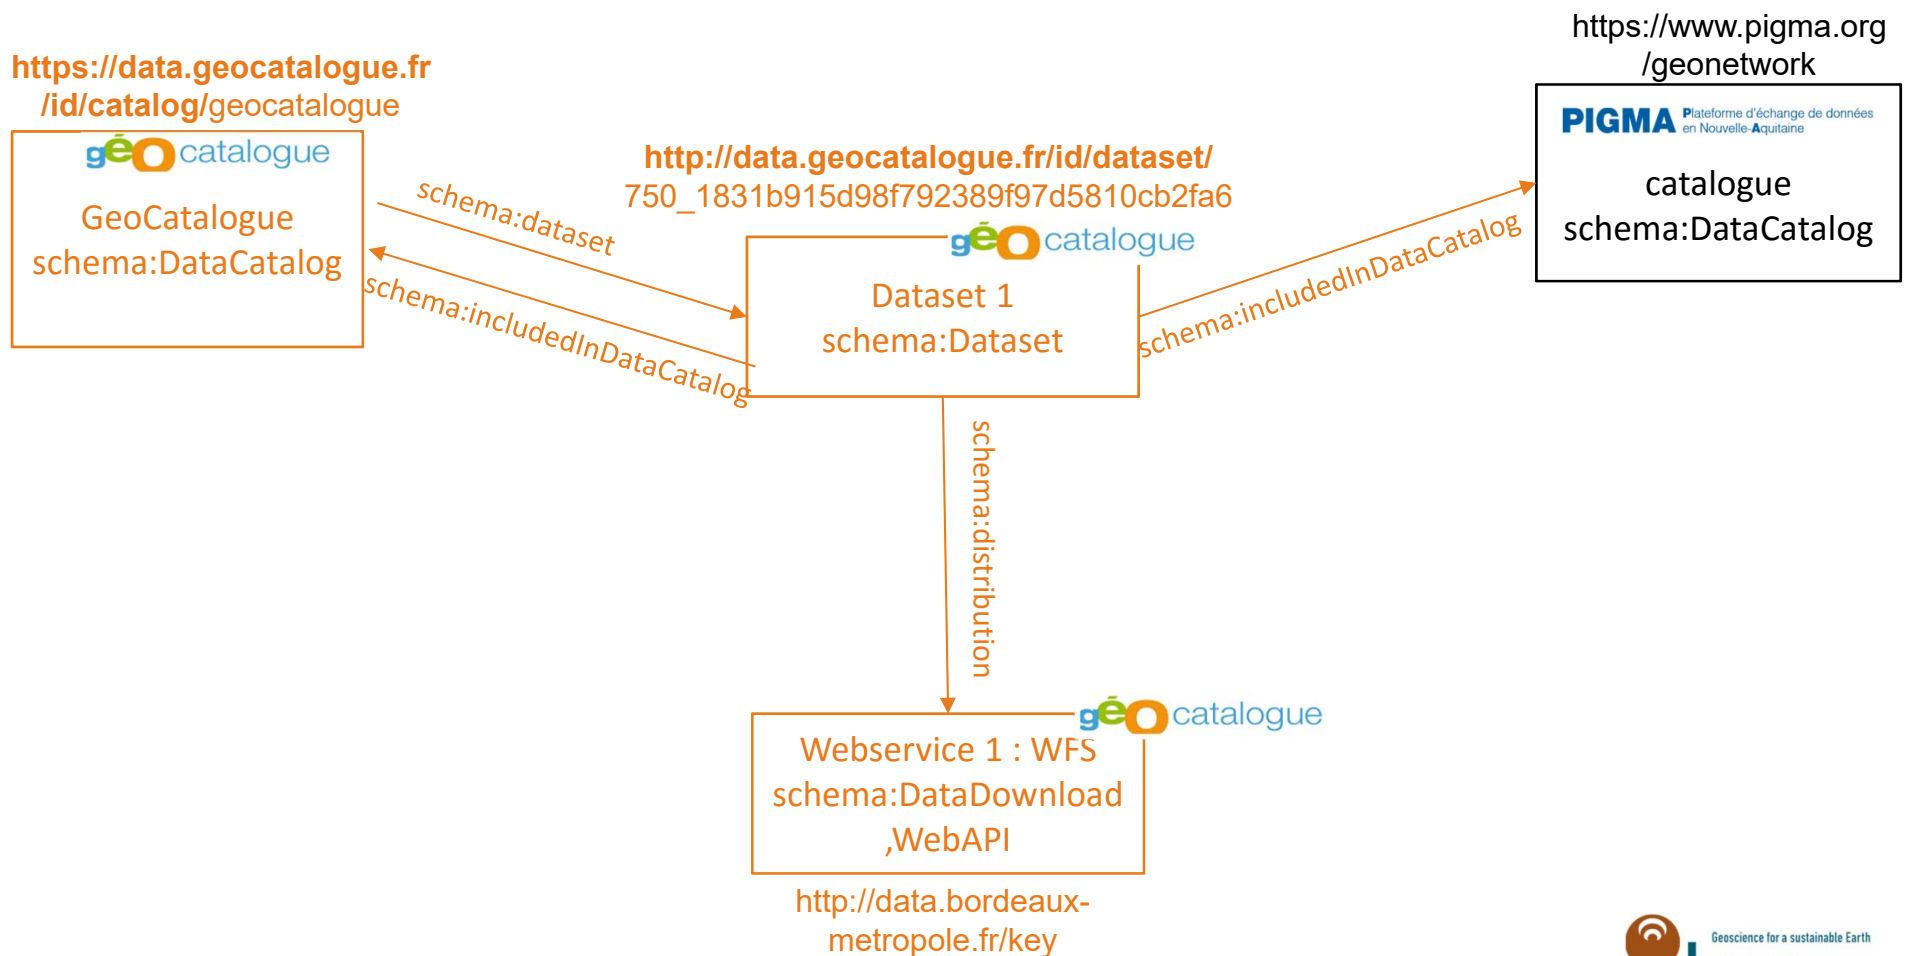 https://data.geocatalogue.fr
/id/catalog/geocatalogue
géo catalogue
GeoCatalogue
schema:DataCatalog
schema:dataset
schema:includedInDataCatalog
http://data.geocatalogue.fr/id/dataset/
750_1831b915d98f792389f97d5810cb2fa6
géo catalogue
Dataset 1
schema:Dataset
schema:includedInDataCatalog
https://www.pigma.org
/geonetwork
PIGMA Plateforme d'échange de données
en Nouvelle-Aquitaine
catalogue
schema:DataCatalog
schema:distribution
géo catalogue
Webservice 1 : WFS
schema:DataDownload
,WebAPI
http://data.bordeaux-
metropole.fr/key
Geoscience for a sustainable Earth